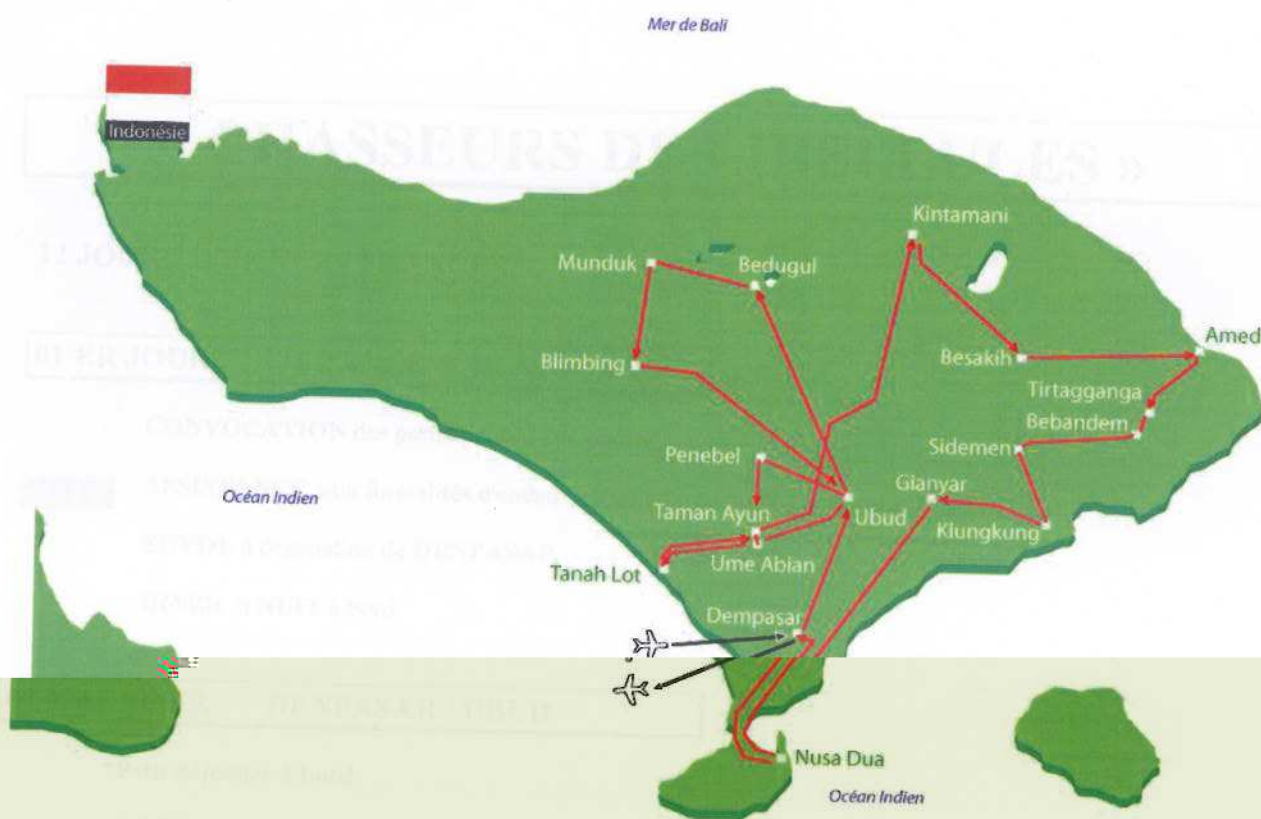 Mer de Bali
Indonésie
Kintamani
Munduk
Bedugul
Amed
Blimbing
Besakih
Tirtagganga
Bebandem
Penebel
Sidemen
Océan Indien
Gianyar
Taman Ayun
Ubud
Klungkung
Ume Abian
Tanah Lot
Dempasar
Nusa Dua
Océan Indien